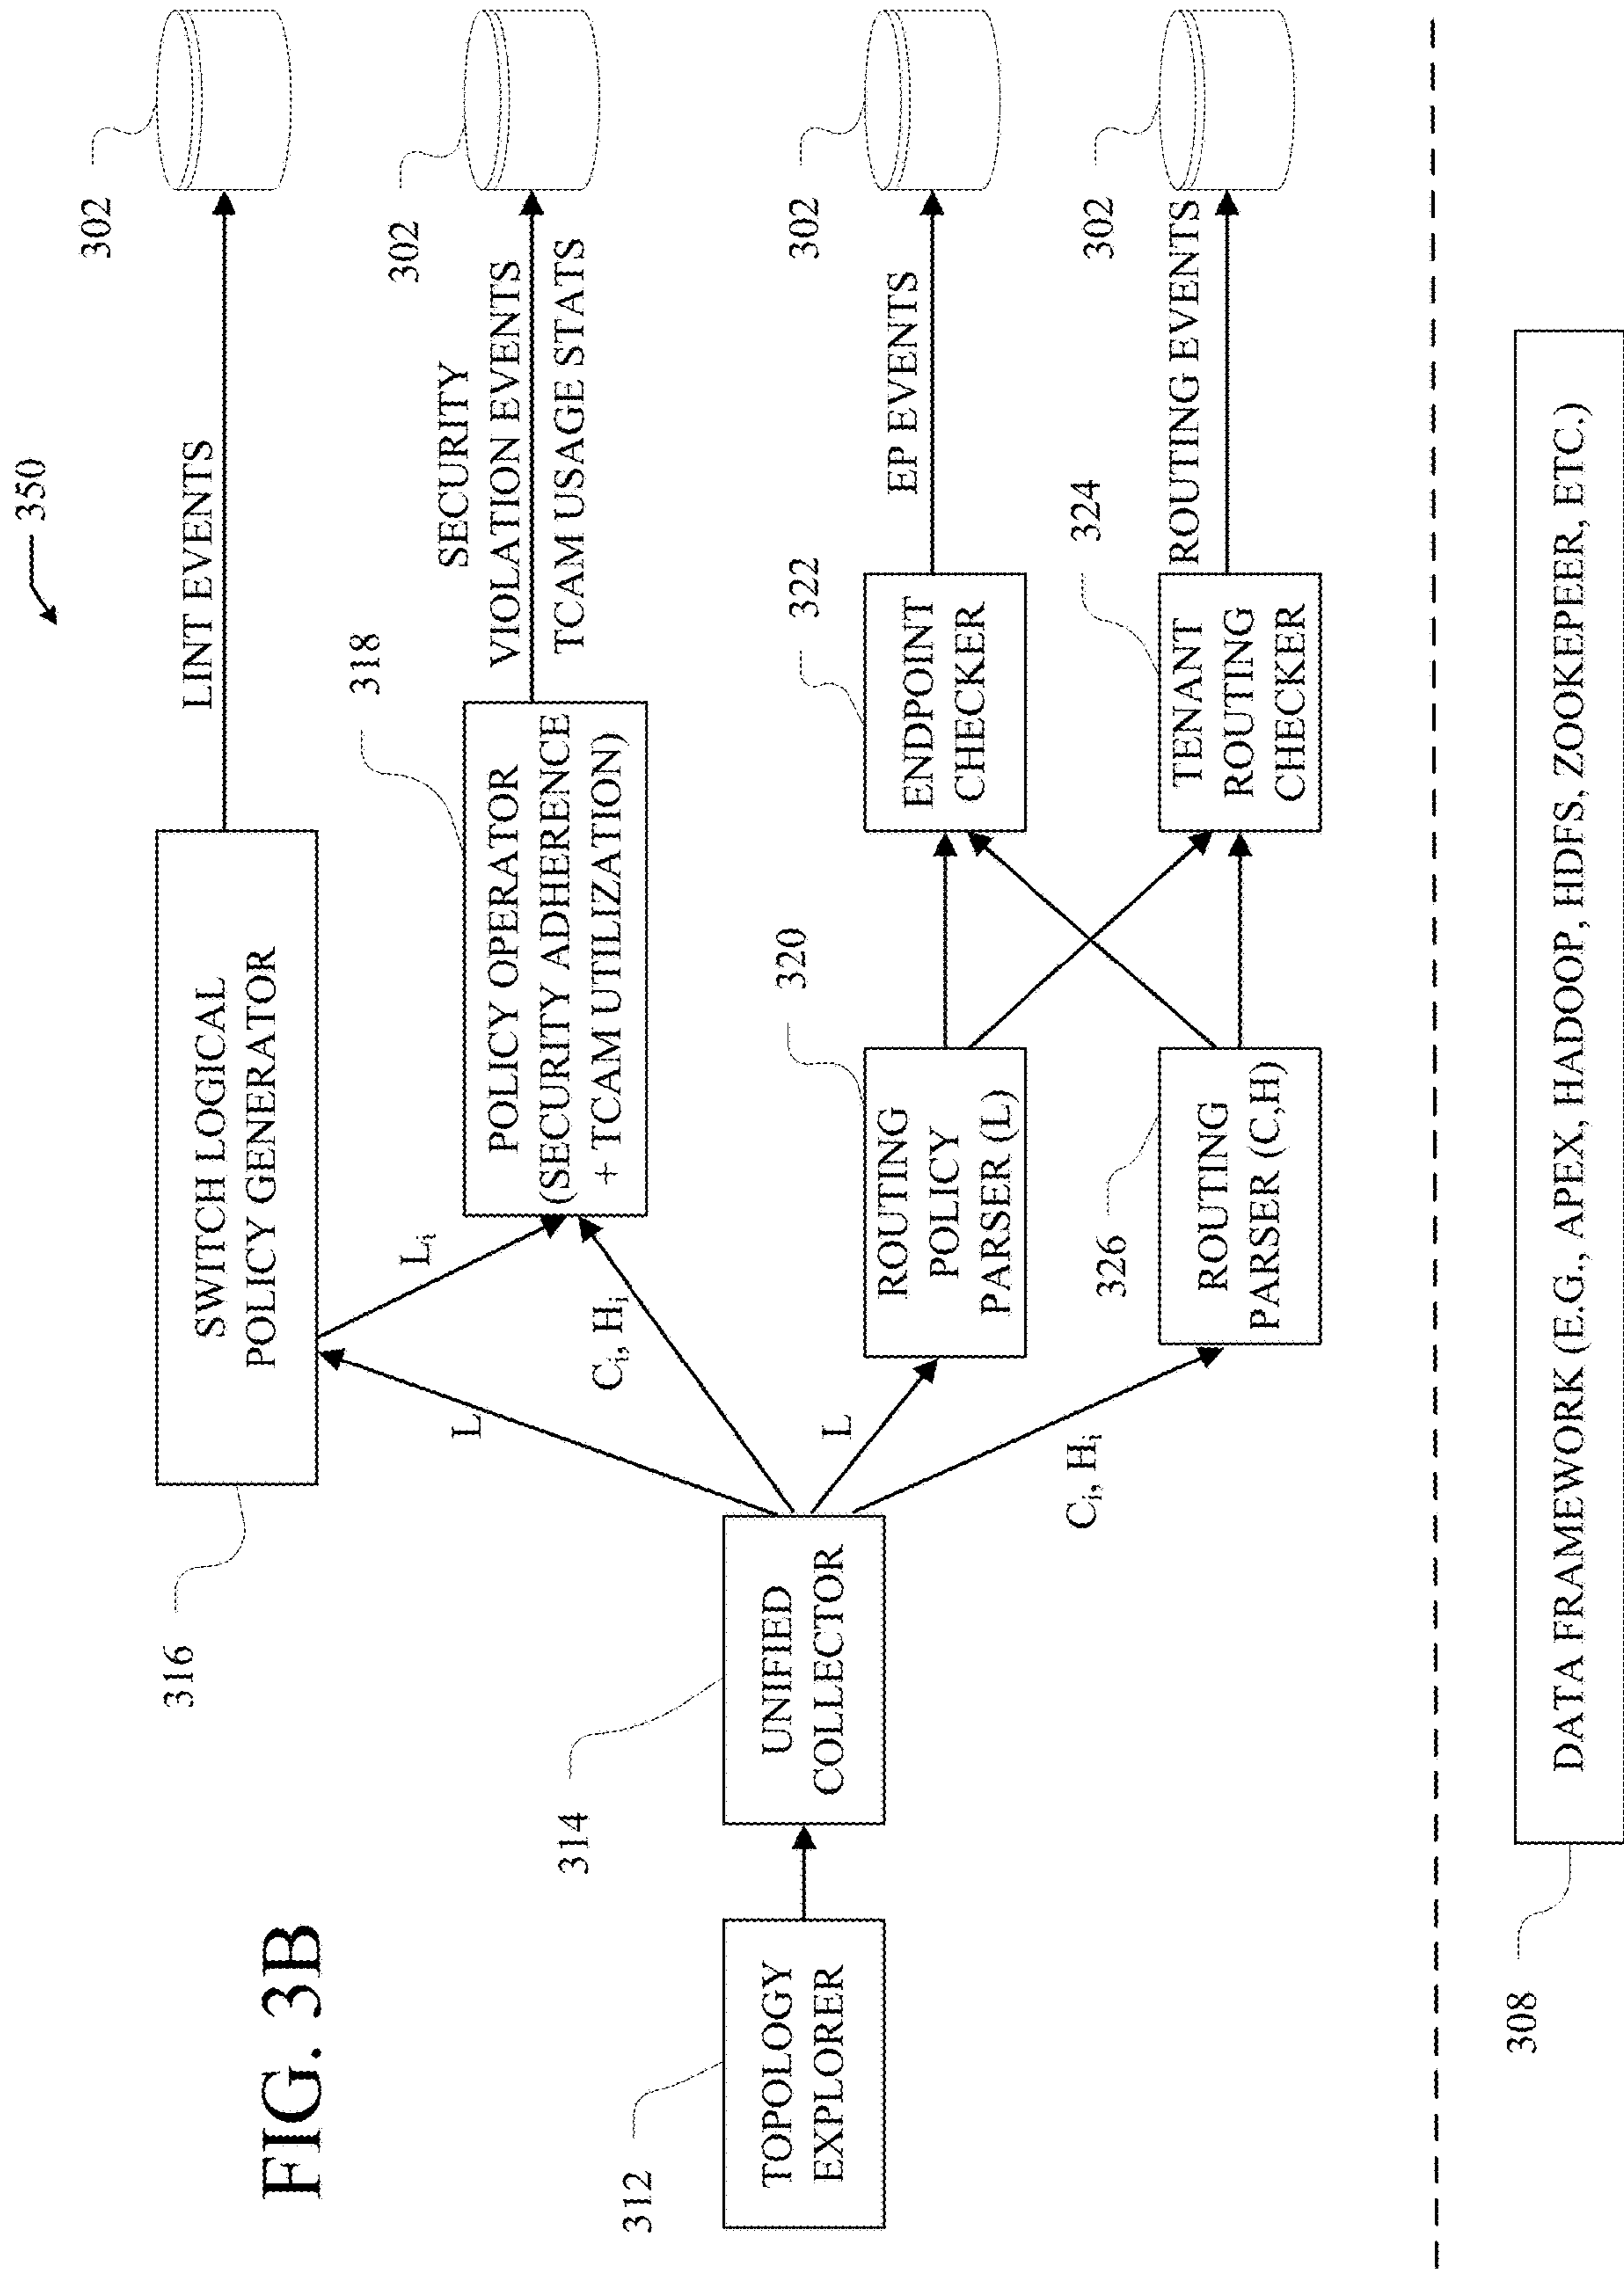 FIG. 3B
350
316
SWITCH LOGICAL
POLICY GENERATOR
LINT EVENTS
302
L
Li
318
POLICY OPERATOR
(SECURITY ADHERENCE
+ TCAM UTILIZATION)
SECURITY
VIOLATION EVENTS
TCAM USAGE STATS
302
Ci, Hi
312
TOPOLOGY
EXPLORER
314
UNIFIED
COLLECTOR
L
320
ROUTING
POLICY
PARSER (L)
322
ENDPOINT
CHECKER
EP EVENTS
302
Ci, Hi
326
ROUTING
PARSER (C,H)
324
TENANT
ROUTING
CHECKER
ROUTING EVENTS
302
308
DATA FRAMEWORK (E.G., APEX, HADOOP, HDFS, ZOOKEPEER, ETC.)